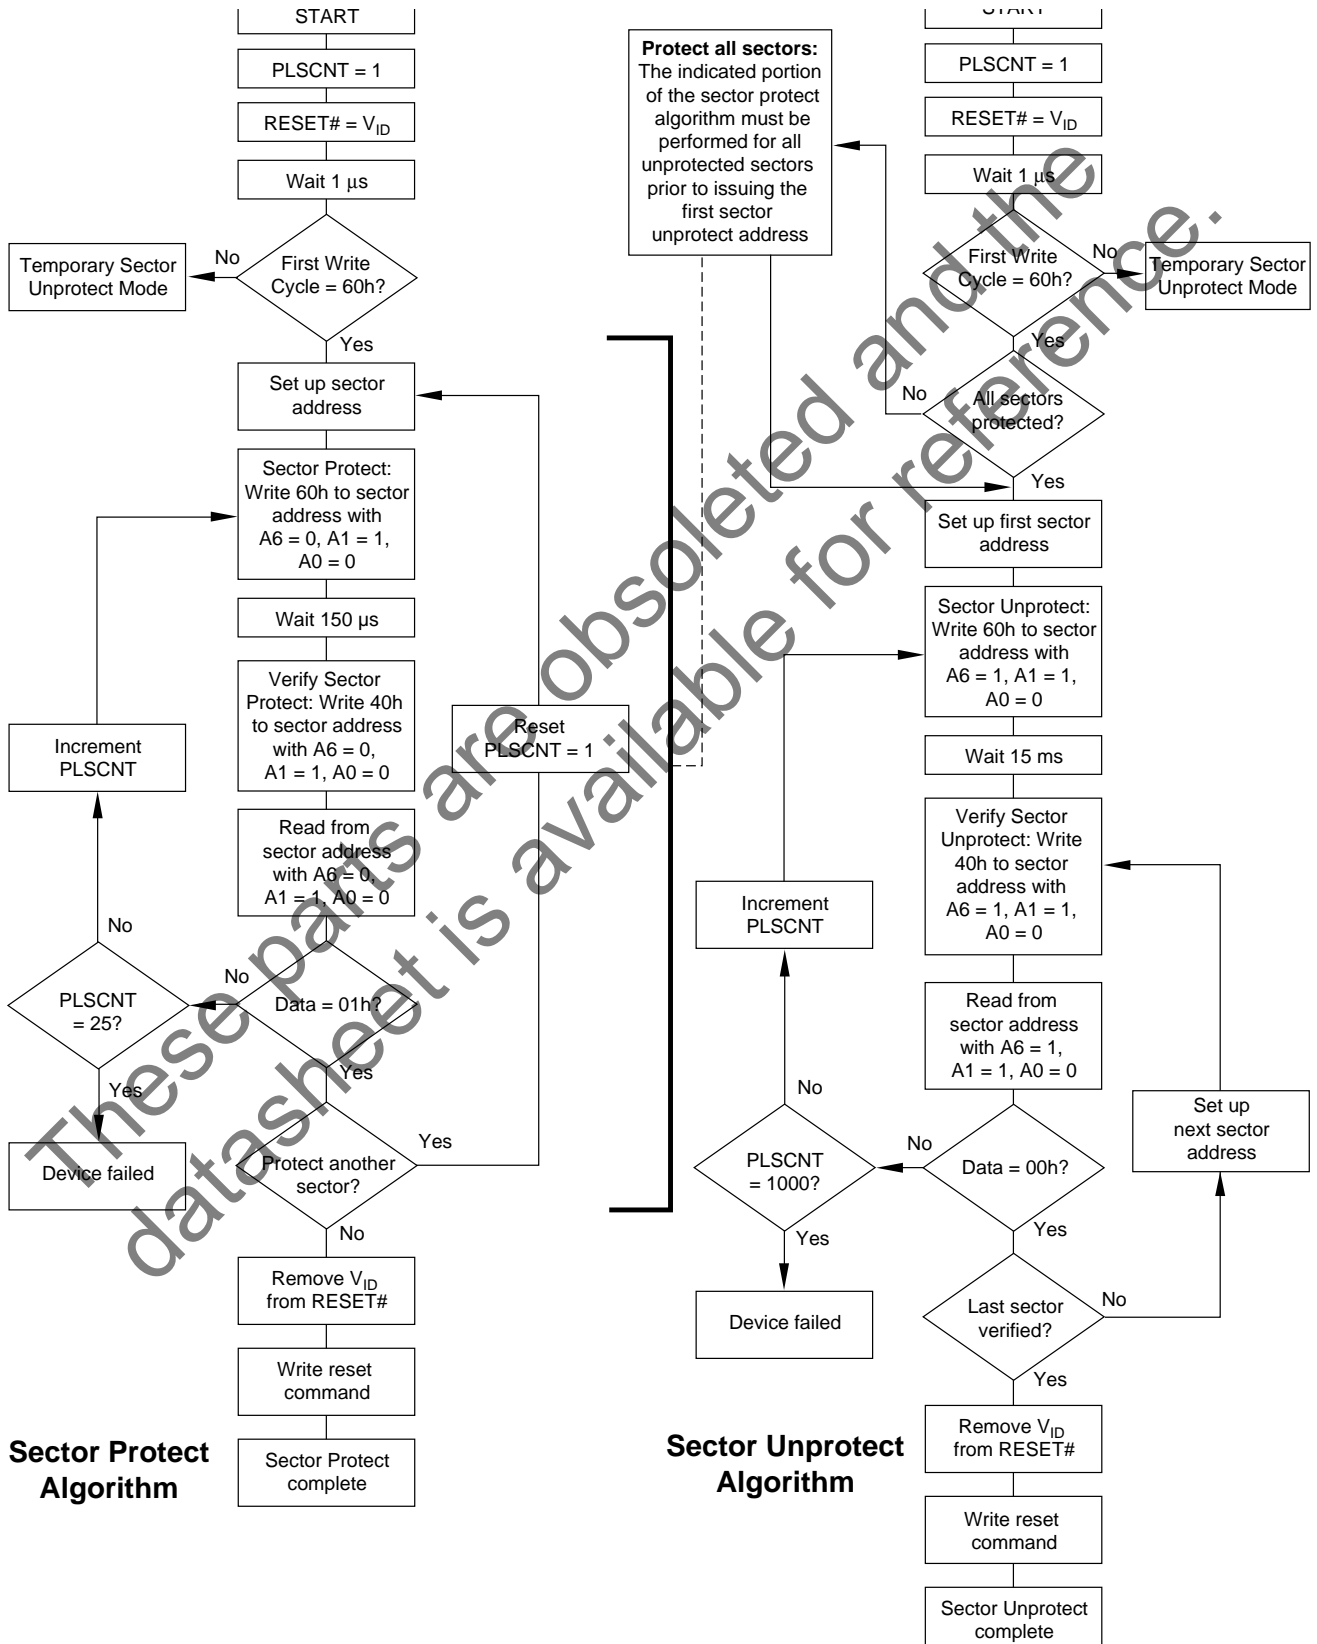 START
PLSCNT = 1
RESET# = VID
Wait 1 μs
First Write
Cycle = 60h?
No
Temporary Sector
Unprotect Mode
Yes
Set up sector
address
Sector Protect:
Write 60h to sector
address with
A6 = 0, A1 = 1,
A0 = 0
Wait 150 μs
Verify Sector
Protect: Write 40h
to sector address
with A6 = 0,
A1 = 1, A0 = 0
Reset
PLSCNT = 1
Increment
PLSCNT
Read from
sector address
with A6 = 0,
A1 = 1, A0 = 0
No
PLSCNT
= 25?
No
Data = 01h?
Yes
Yes
Device failed
Protect another
sector?
Yes
No
Remove VID
from RESET#
Write reset
command
Sector Protect
complete
Sector Protect
Algorithm
Protect all sectors:
The indicated portion
of the sector protect
algorithm must be
performed for all
unprotected sectors
prior to issuing the
first sector
unprotect address
START
PLSCNT = 1
RESET# = VID
Wait 1 μs
First Write
Cycle = 60h?
No
Temporary Sector
Unprotect Mode
Yes
No
All sectors
protected?
Yes
Set up first sector
address
Sector Unprotect:
Write 60h to sector
address with
A6 = 1, A1 = 1,
A0 = 0
Wait 15 ms
Verify Sector
Unprotect: Write
40h to sector
address with
A6 = 1, A1 = 1,
A0 = 0
Increment
PLSCNT
Read from
sector address
with A6 = 1,
A1 = 1, A0 = 0
No
Set up
next sector
address
PLSCNT
= 1000?
No
Data = 00h?
Yes
Yes
Device failed
Last sector
verified?
No
Yes
Remove VID
from RESET#
Write reset
command
Sector Unprotect
complete
Sector Unprotect
Algorithm
These parts are obsoleted and the
datasheet is available for reference.